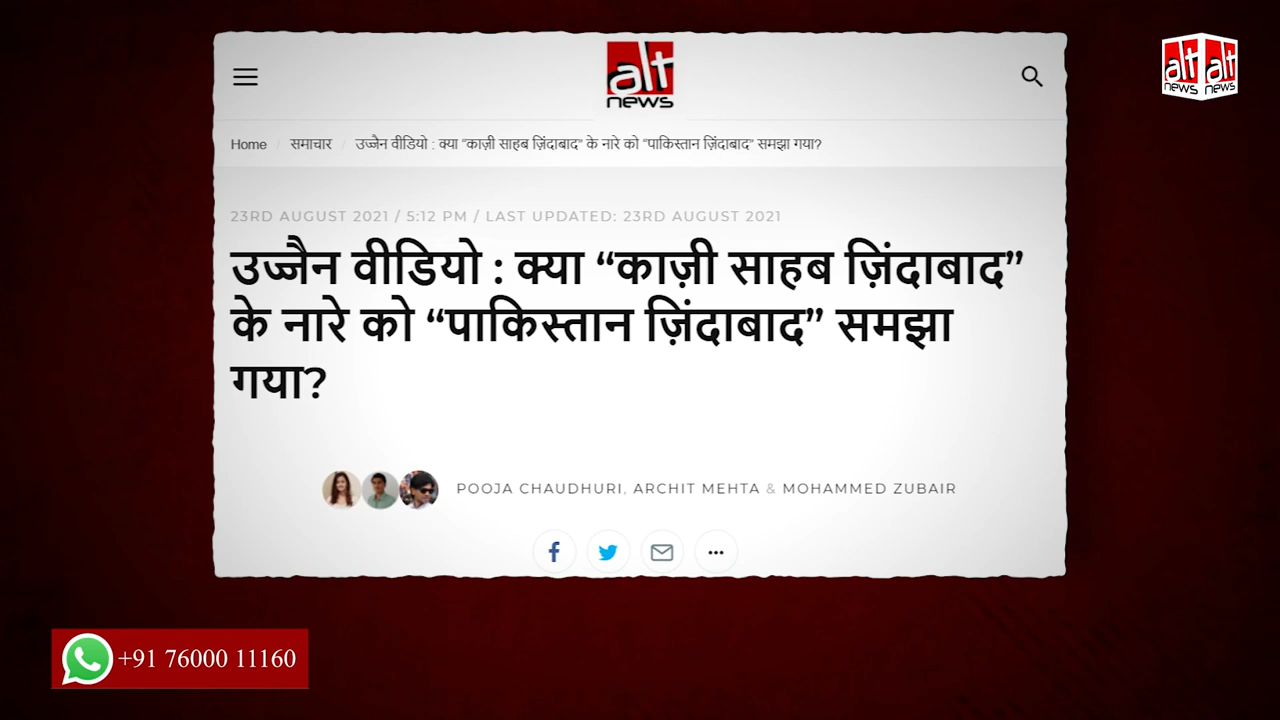 alt
news
alt alt
news news
Home / समाचार / उज्जैन वीडियो : क्या “काज़ी साहब ज़िंदाबाद” के नारे को “पाकिस्तान ज़िंदाबाद” समझा गया?
23RD AUGUST 2021 / 5:12 PM / LAST UPDATED: 23RD AUGUST 2021
उज्जैन वीडियो : क्या “काज़ी साहब ज़िंदाबाद”
के नारे को “पाकिस्तान ज़िंदाबाद” समझा
गया?
POOJA CHAUDHURI, ARCHIT MEHTA & MOHAMMED ZUBAIR
+91 76000 11160